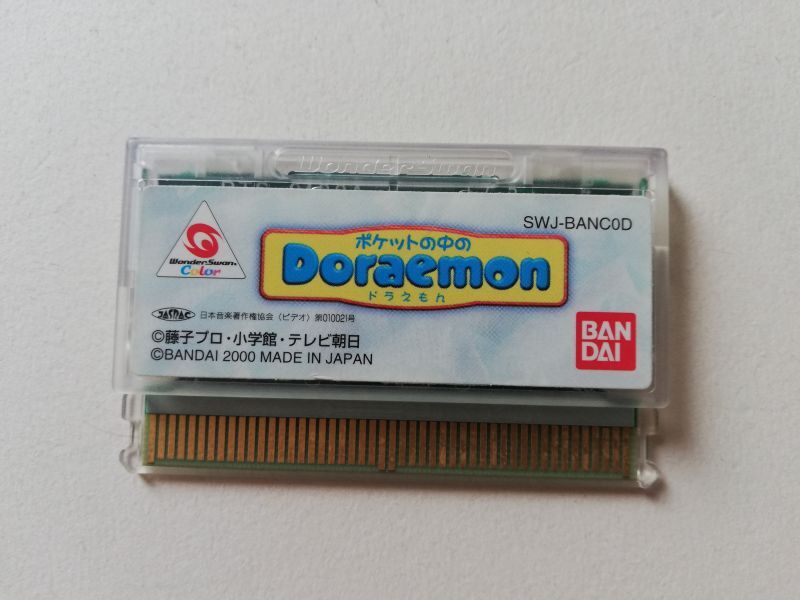 WonderSwan
SWJ-BANC0D
WonderSwan
Color
ポケットの中の
Doraemon
ドラえもん
JASRAC 日本音楽著作権協会(ビデオ)第010021号
©藤子プロ・小学館・テレビ朝日
©BANDAI 2000 MADE IN JAPAN
BAN
DAI